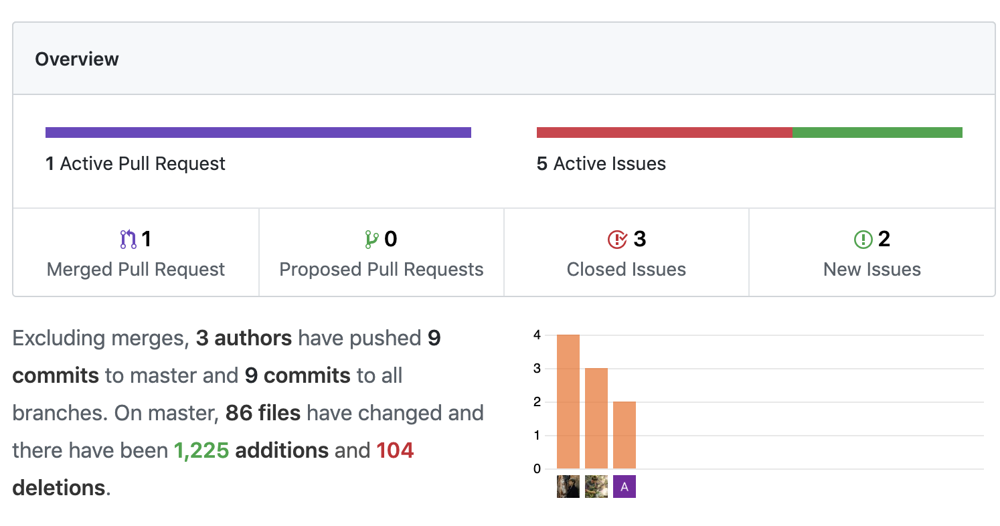 Overview
1 Active Pull Request
5 Active Issues
1
Merged Pull Request
0
Proposed Pull Requests
3
Closed Issues
2
New Issues
Excluding merges, 3 authors have pushed 9
commits to master and 9 commits to all
branches. On master, 86 files have changed and
there have been 1,225 additions and 104
deletions.
4
3
2
1
0
A